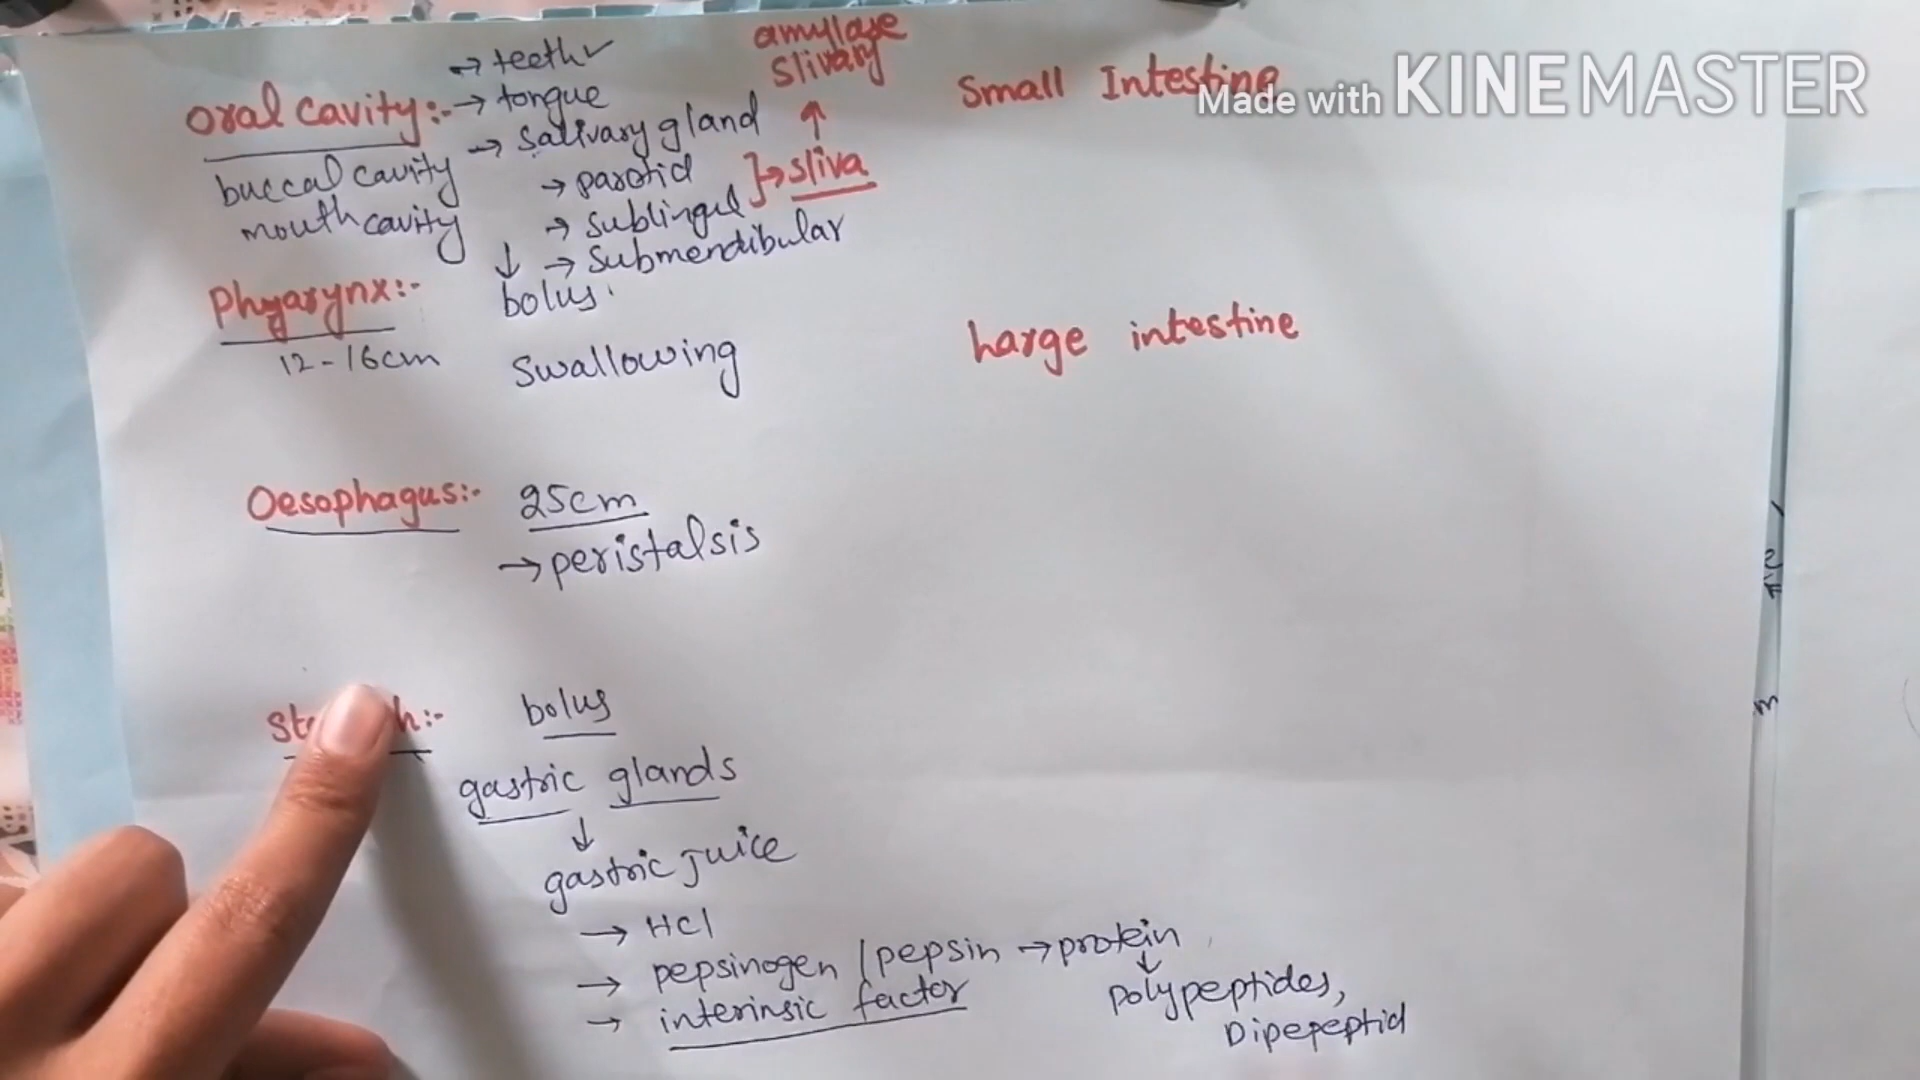 oral cavity:- → teeth✓
→ tongue
buccal cavity → salivary gland
mouth cavity → parotid
→ sublingul
→ submendibular
} → sliva
↑
amylase
slivary
↓
bolus
Phyarynx:-
12-16cm swallowing
Oesophagus:- 25cm
→ peristalsis
bolus
gastric glands
↓
gastric juice
→ HCl
→ pepsinogen / pepsin → protein
↓
polypeptides,
Dipepeptid
→ interinsic factor
Small Intestine
Large intestine
Made with KINEMASTER